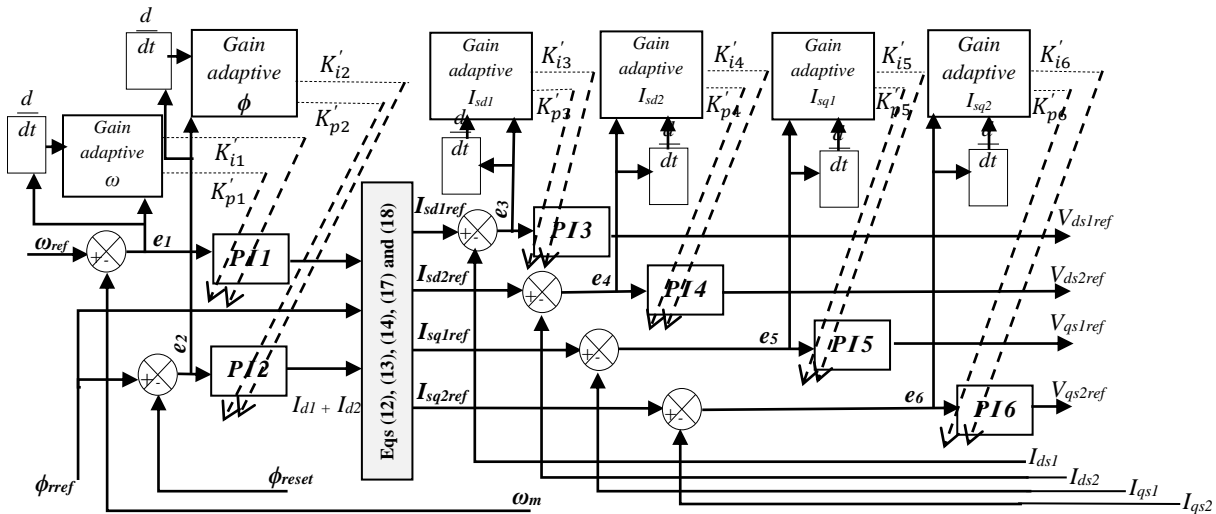 d
dt
Gain
adaptive
ϕ
K'i2
K'p2
d
dt
Gain
adaptive
ω
K'i1
K'p1
Gain
adaptive
Isd1
K'i3
K'p3
d
dt
Gain
adaptive
Isd2
K'i4
K'p4
d
dt
Gain
adaptive
Isq1
K'i5
K'p5
d
dt
Gain
adaptive
Isq2
K'i6
K'p6
d
dt
ωref
+
-
e1
PI1
e2
+
-
PI2
Id1 + Id2
ϕrref
ϕreset
ωm
Eqs (12), (13), (14), (17) and (18)
Isd1ref
+
-
e3
PI3
Vds1ref
Isd2ref
+
-
e4
PI4
Vds2ref
Isq1ref
+
-
e5
PI5
Vqs1ref
Isq2ref
+
-
e6
PI6
Vqs2ref
Ids1
Ids2
Iqs1
Iqs2